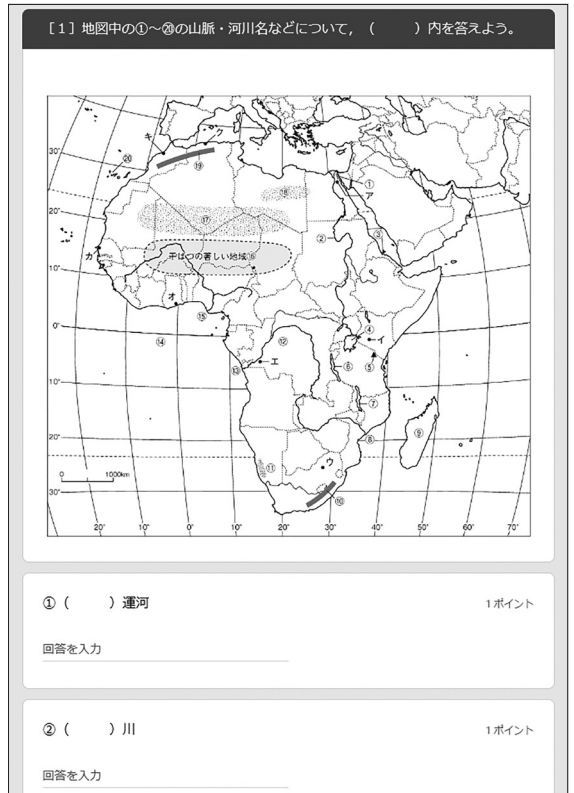 [1]地図中の①~⑳の山脈・河川名などについて,(　　)内を答えよう。
キ
ク
30°
⑳
⑲
①
ア
20°
⑱
⑰
②
③
カ
10°
干ばつの著しい地域⑯
オ
⑮
0°
⑭
⑫
④
イ
⑬
エ
⑥
⑤
10°
⑦
⑧
⑨
20°
0
1000km
⑪
ウ
30°
⑩
20°
10°
0°
10°
20°
30°
40°
50°
60°
70°
①(　　)運河
1ポイント
回答を入力
②(　　)川
1ポイント
回答を入力